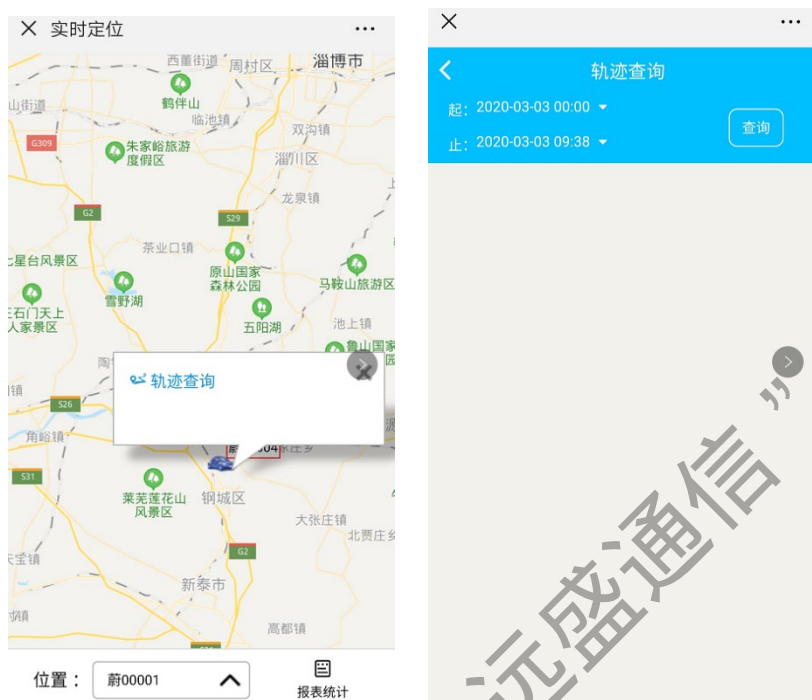 实时定位
西董街道
周村区
淄博市
鹤伴山
山街道
临池镇
双沟镇
G309
朱家峪旅游
度假区
淄川区
龙泉镇
G2
S29
茶业口镇
七星台风景区
原山国家
森林公园
马鞍山旅游区
雪野湖
石门天上
人家景区
五阳湖
池上镇
鲁山国家
轨迹查询
S26
角峪镇
S31
莱芜莲花山
风景区
钢城区
大张庄镇
北贾庄乡
G2
天宝镇
新泰市
高都镇
位置：
蔚00001
报表统计
轨迹查询
起：2020-03-03 00:00
查询
止：2020-03-03 09:38
远盛通信”